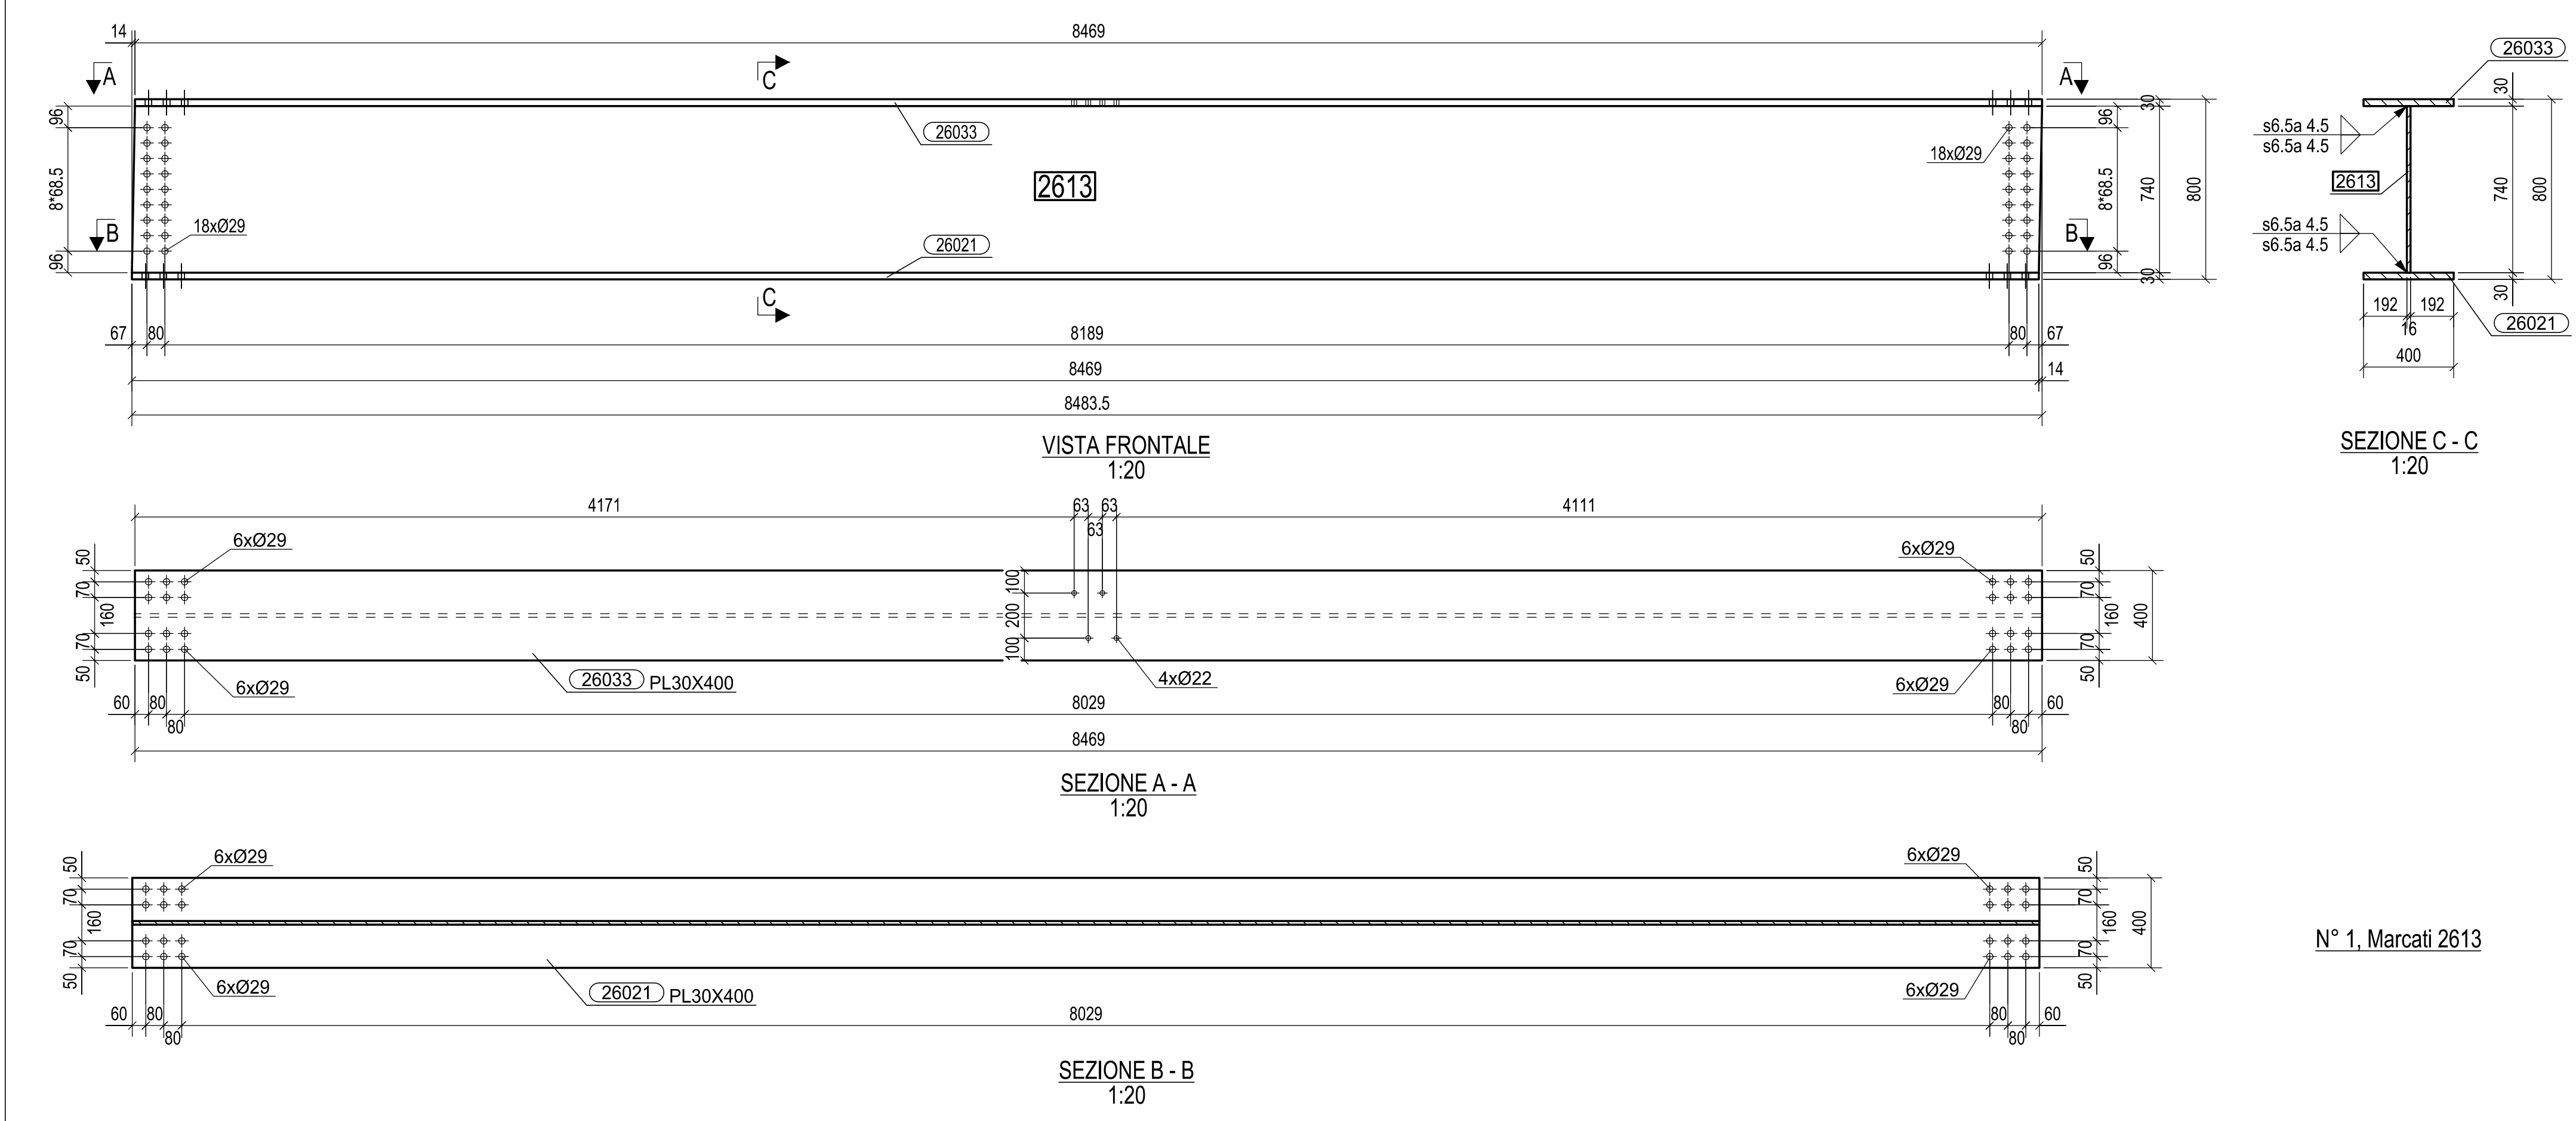 14
8469
A
C
A
96
8*68.5
96
26033
2613
18xØ29
18xØ29
B
B
26021
C
96
8*68.5
96
30
740
30
800
67
80
8189
80
67
8469
14
8483.5
VISTA FRONTALE
1:20
26033
s6.5a 4.5
s6.5a 4.5
2613
s6.5a 4.5
s6.5a 4.5
30
740
30
800
192
192
16
400
26021
SEZIONE C - C
1:20
4171
63
63
63
4111
6xØ29
6xØ29
50
70
160
70
50
100
200
100
50
70
160
70
50
400
6xØ29
26033 PL30X400
4xØ22
6xØ29
60
80
80
8029
80
80
60
8469
SEZIONE A - A
1:20
6xØ29
6xØ29
50
70
160
70
50
50
70
160
70
50
400
6xØ29
26021 PL30X400
6xØ29
60
80
80
8029
80
80
60
SEZIONE B - B
1:20
N° 1, Marcati 2613